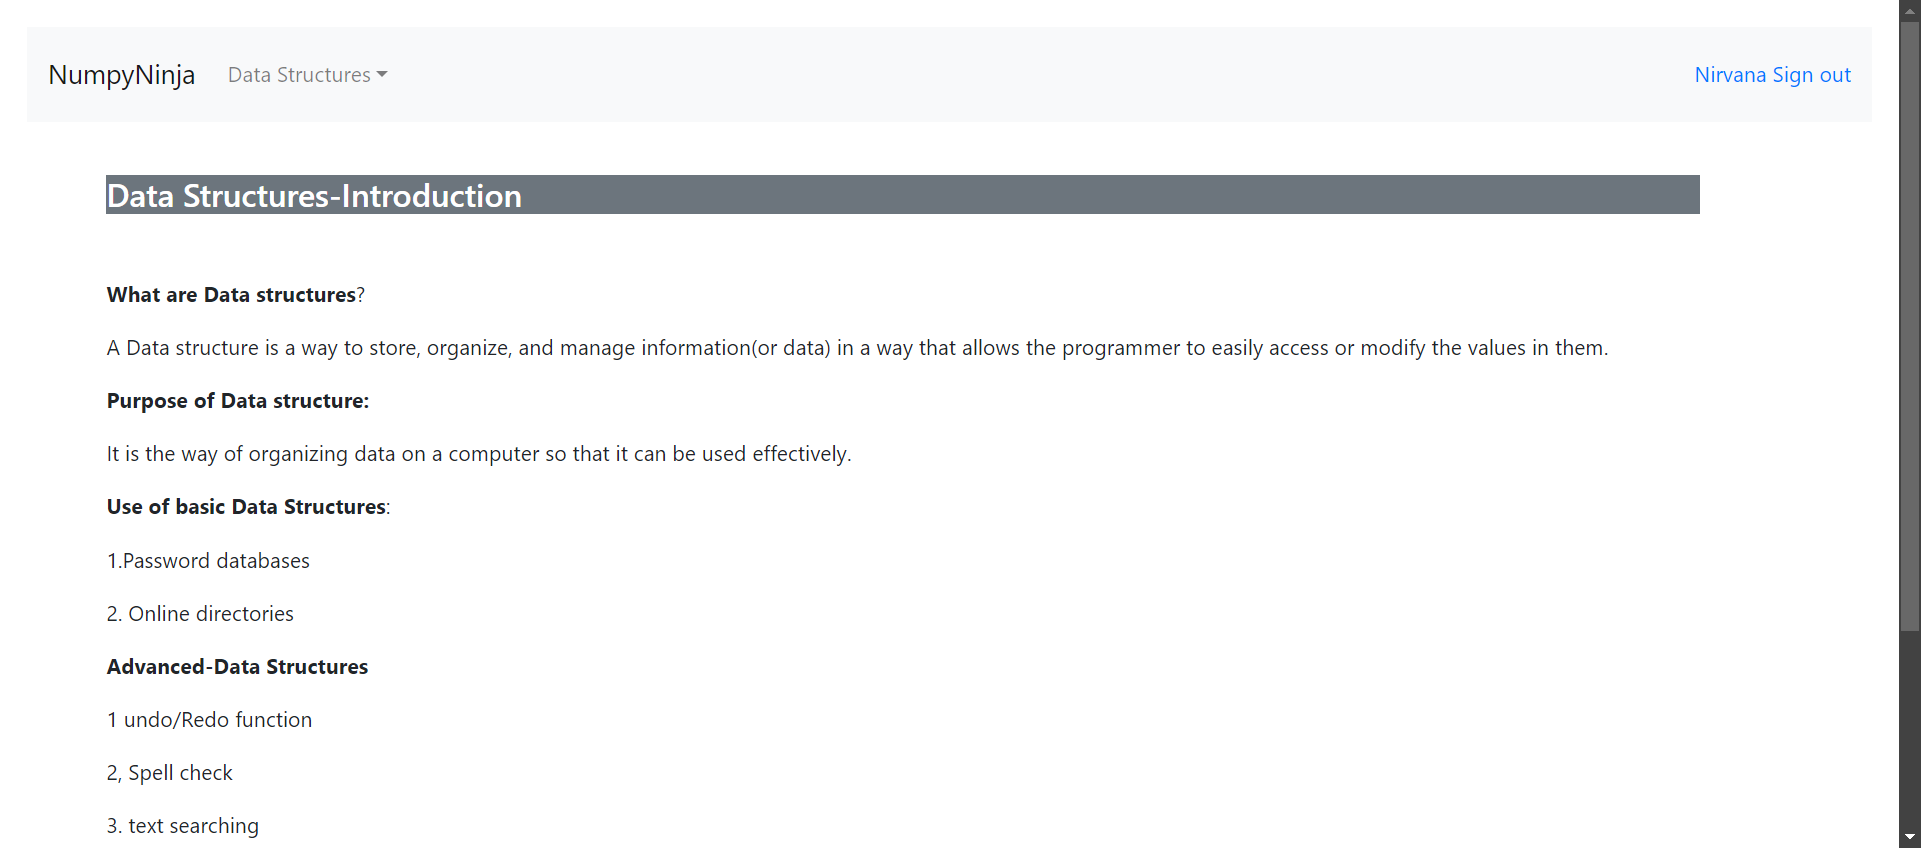 NumpyNinja Data Structures Nirvana Sign out
Data Structures-Introduction
What are Data structures?
A Data structure is a way to store, organize, and manage information(or data) in a way that allows the programmer to easily access or modify the values in them.
Purpose of Data structure:
It is the way of organizing data on a computer so that it can be used effectively.
Use of basic Data Structures:
1.Password databases
2. Online directories
Advanced-Data Structures
1 undo/Redo function
2, Spell check
3. text searching